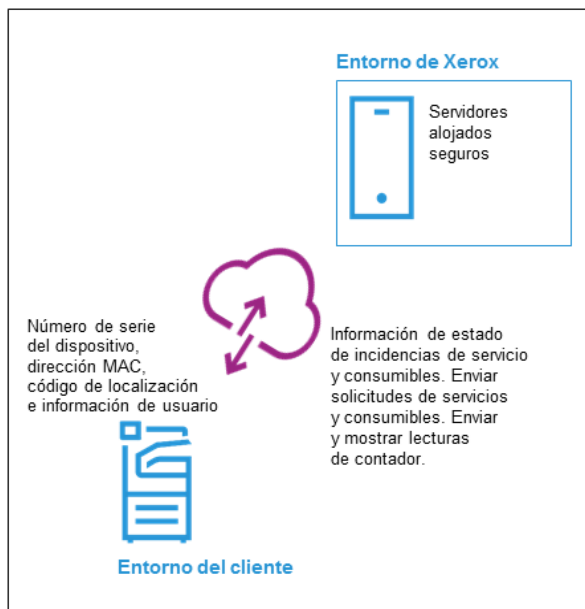 Entorno de Xerox
Servidores
alojados
seguros
Número de serie
del dispositivo,
dirección MAC,
código de localización
e información de usuario
Información de estado
de incidencias de servicio
y consumibles. Enviar
solicitudes de servicios
y consumibles. Enviar
y mostrar lecturas
de contador.
Entorno del cliente